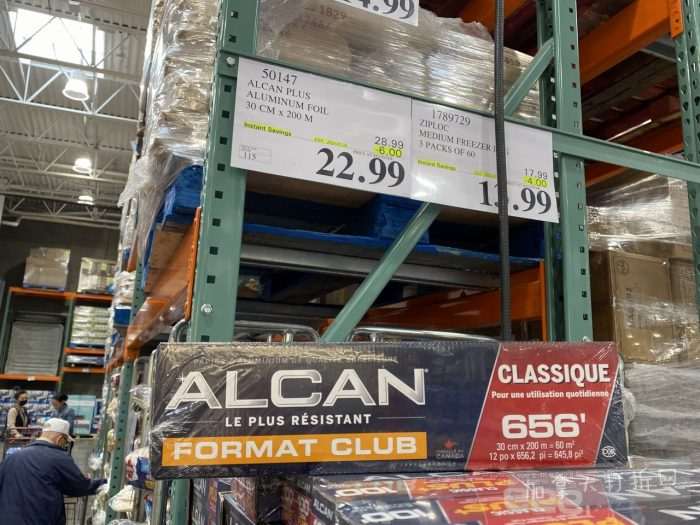 14.99
1829
50147
ALCAN PLUS
ALUMINUM FOIL
30 CM X 200 M
Instant Savings
28.99
-6.00
22.99
115
1789729
ZIPLOC
MEDIUM FREEZER
3 PACKS OF 60
Instant Savings
17.99
-4.00
13.99
ALCAN
LE PLUS RÉSISTANT
FORMAT CLUB
CLASSIQUE
Pour une utilisation quotidienne
656'
30 cm x 200 m = 60 m²
12 po x 656,2 pi = 645,8 pi²